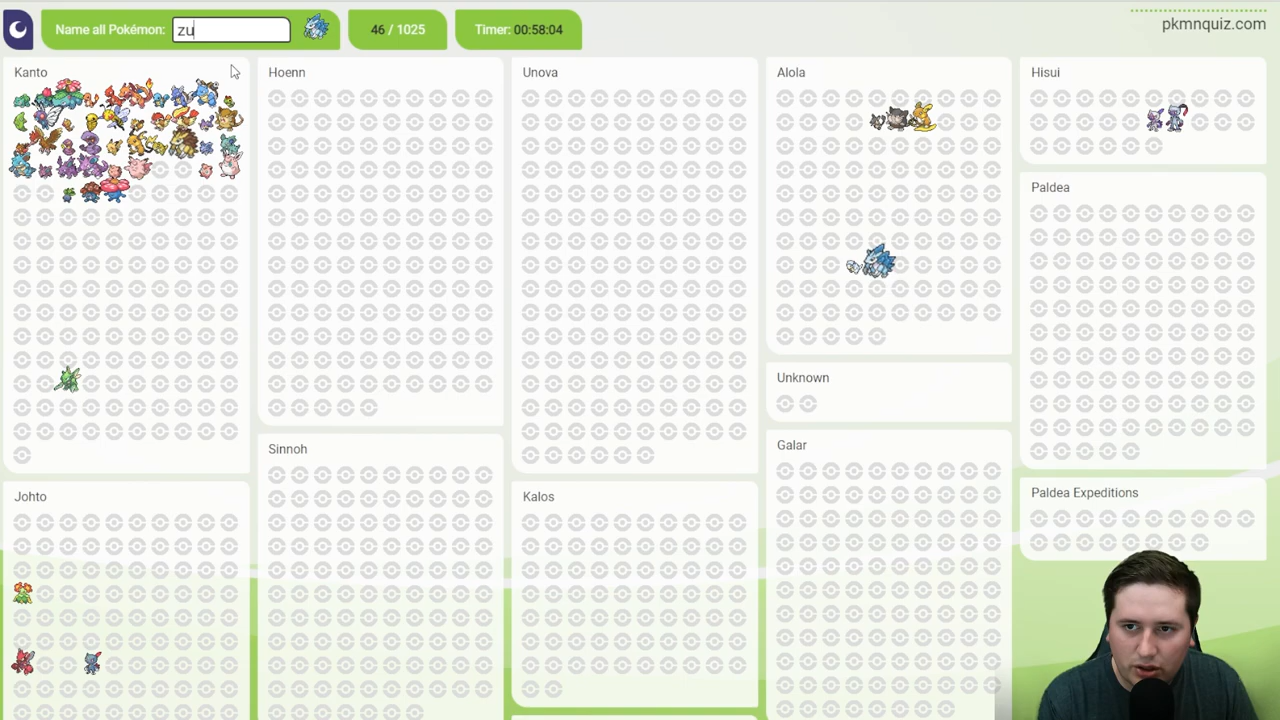 Name all Pokémon: zu
46 / 1025
Timer: 00:58:04
pkmnquiz.com
Kanto
Hoenn
Unova
Alola
Hisui
Paldea
Unknown
Galar
Sinnoh
Johto
Kalos
Paldea Expeditions